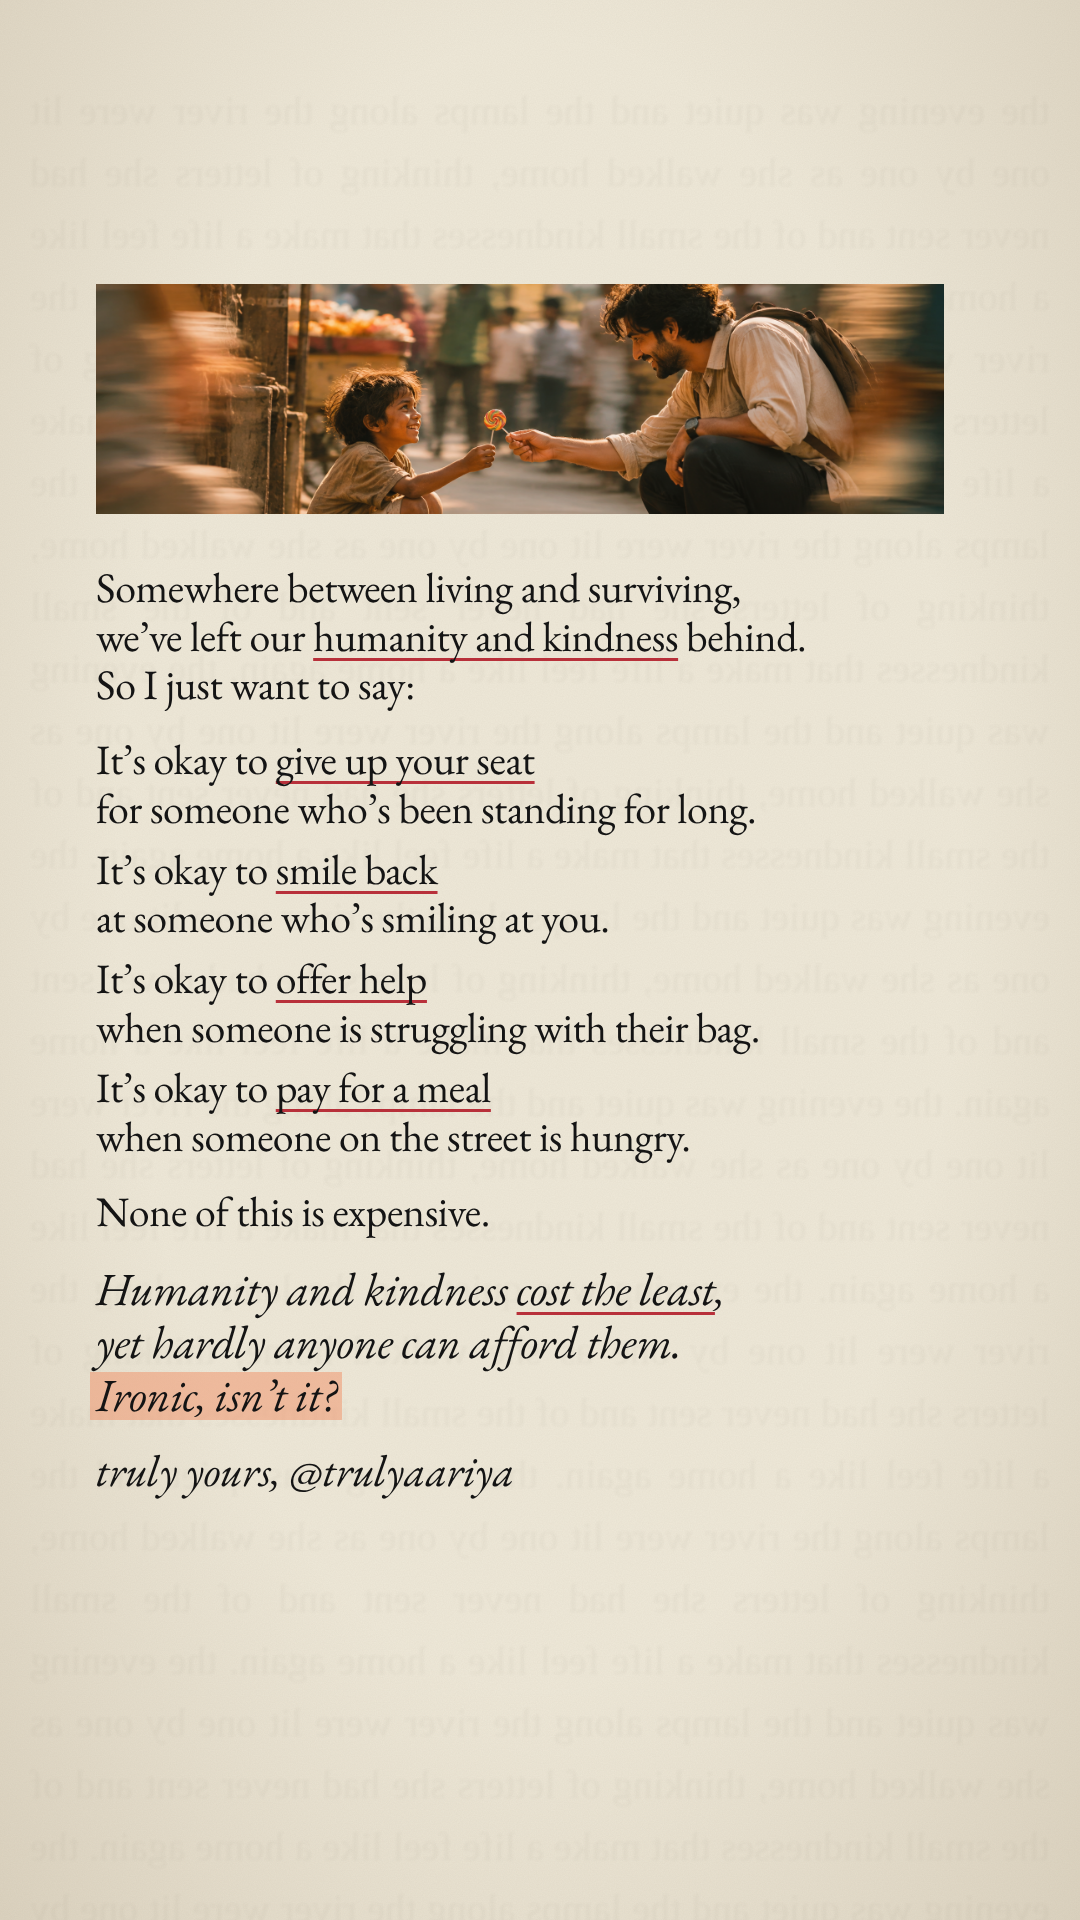 Somewhere between living and surviving,
we’ve left our humanity and kindness behind.
So I just want to say:
It’s okay to give up your seat
for someone who’s been standing for long.
It’s okay to smile back
at someone who’s smiling at you.
It’s okay to offer help
when someone is struggling with their bag.
It’s okay to pay for a meal
when someone on the street is hungry.
None of this is expensive.
Humanity and kindness cost the least,
yet hardly anyone can afford them.
Ironic, isn’t it?
truly yours, @trulyaariya